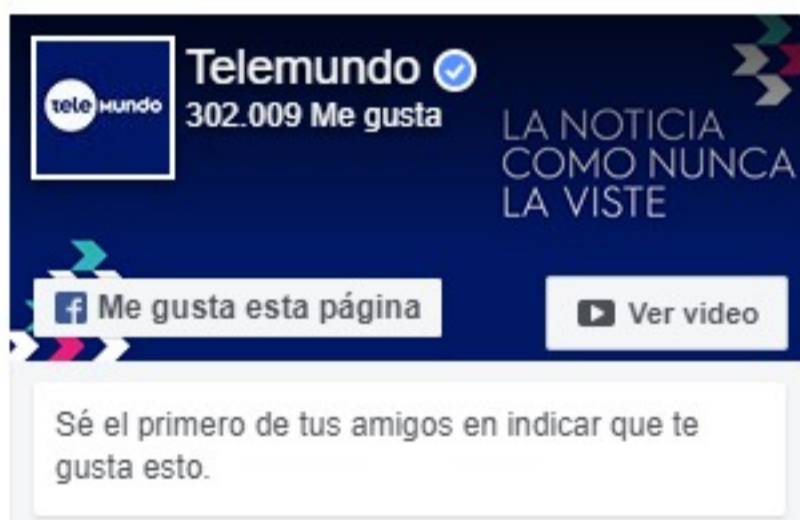 tele mundo
Telemundo
302.009 Me gusta
LA NOTICIA
COMO NUNCA
LA VISTE
Me gusta esta página
Ver video
Sé el primero de tus amigos en indicar que te
gusta esto.